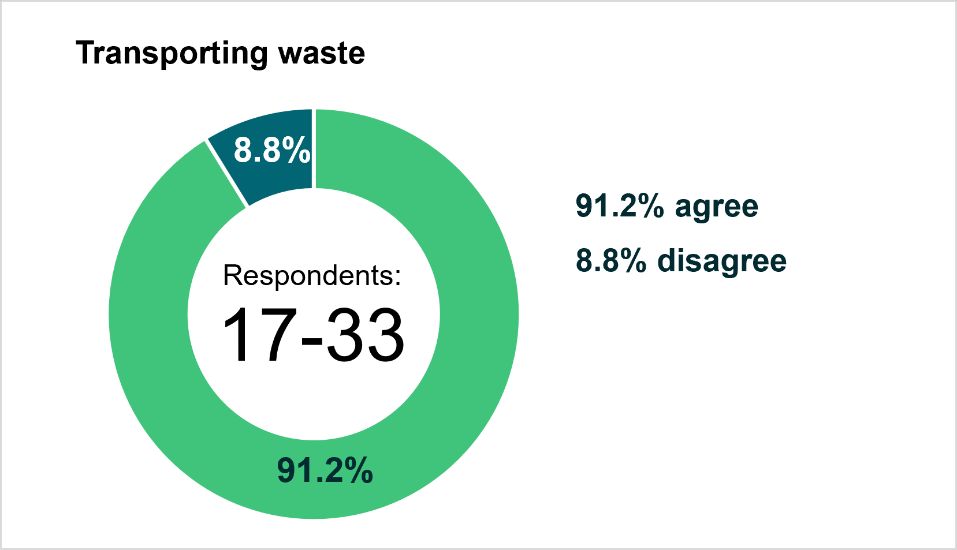 Transporting waste
8.8%
91.2% agree
8.8% disagree
Respondents:
17-33
91.2%